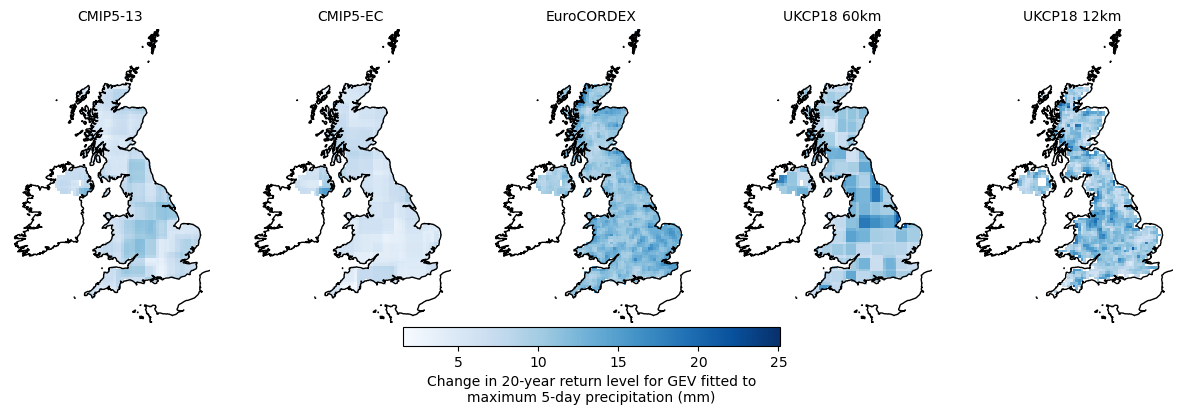 CMIP5-13
CMIP5-EC
EuroCORDEX
UKCP18 60km
UKCP18 12km
5
10
15
20
25
Change in 20-year return level for GEV fitted to
maximum 5-day precipitation (mm)